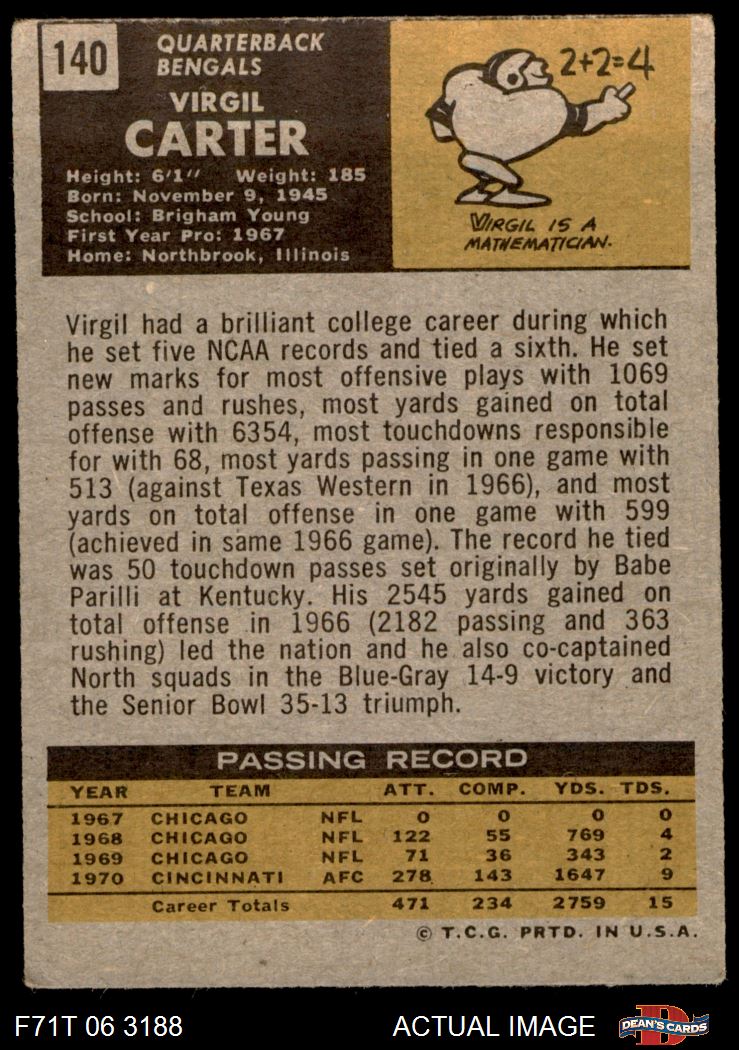 140
QUARTERBACK
BENGALS
VIRGIL
CARTER
Height: 6'1" Weight: 185
Born: November 9, 1945
School: Brigham Young
First Year Pro: 1967
Home: Northbrook, Illinois
2+2=4
VIRGIL IS A
MATHEMATICIAN.
Virgil had a brilliant college career during which
he set five NCAA records and tied a sixth. He set
new marks for most offensive plays with 1069
passes and rushes, most yards gained on total
offense with 6354, most touchdowns responsible
for with 68, most yards passing in one game with
513 (against Texas Western in 1966), and most
yards on total offense in one game with 599
(achieved in same 1966 game). The record he tied
was 50 touchdown passes set originally by Babe
Parilli at Kentucky. His 2545 yards gained on
total offense in 1966 (2182 passing and 363
rushing) led the nation and he also co-captained
North squads in the Blue-Gray 14-9 victory and
the Senior Bowl 35-13 triumph.
PASSING RECORD
YEAR TEAM ATT. COMP. YDS. TDS.
1967 CHICAGO NFL 0 0 0 0
1968 CHICAGO NFL 122 55 769 4
1969 CHICAGO NFL 71 36 343 2
1970 CINCINNATI AFC 278 143 1647 9
Career Totals 471 234 2759 15
© T.C.G. PRTD. IN U.S.A.
F71T 06 3188 ACTUAL IMAGE D DEAN'S CARDS